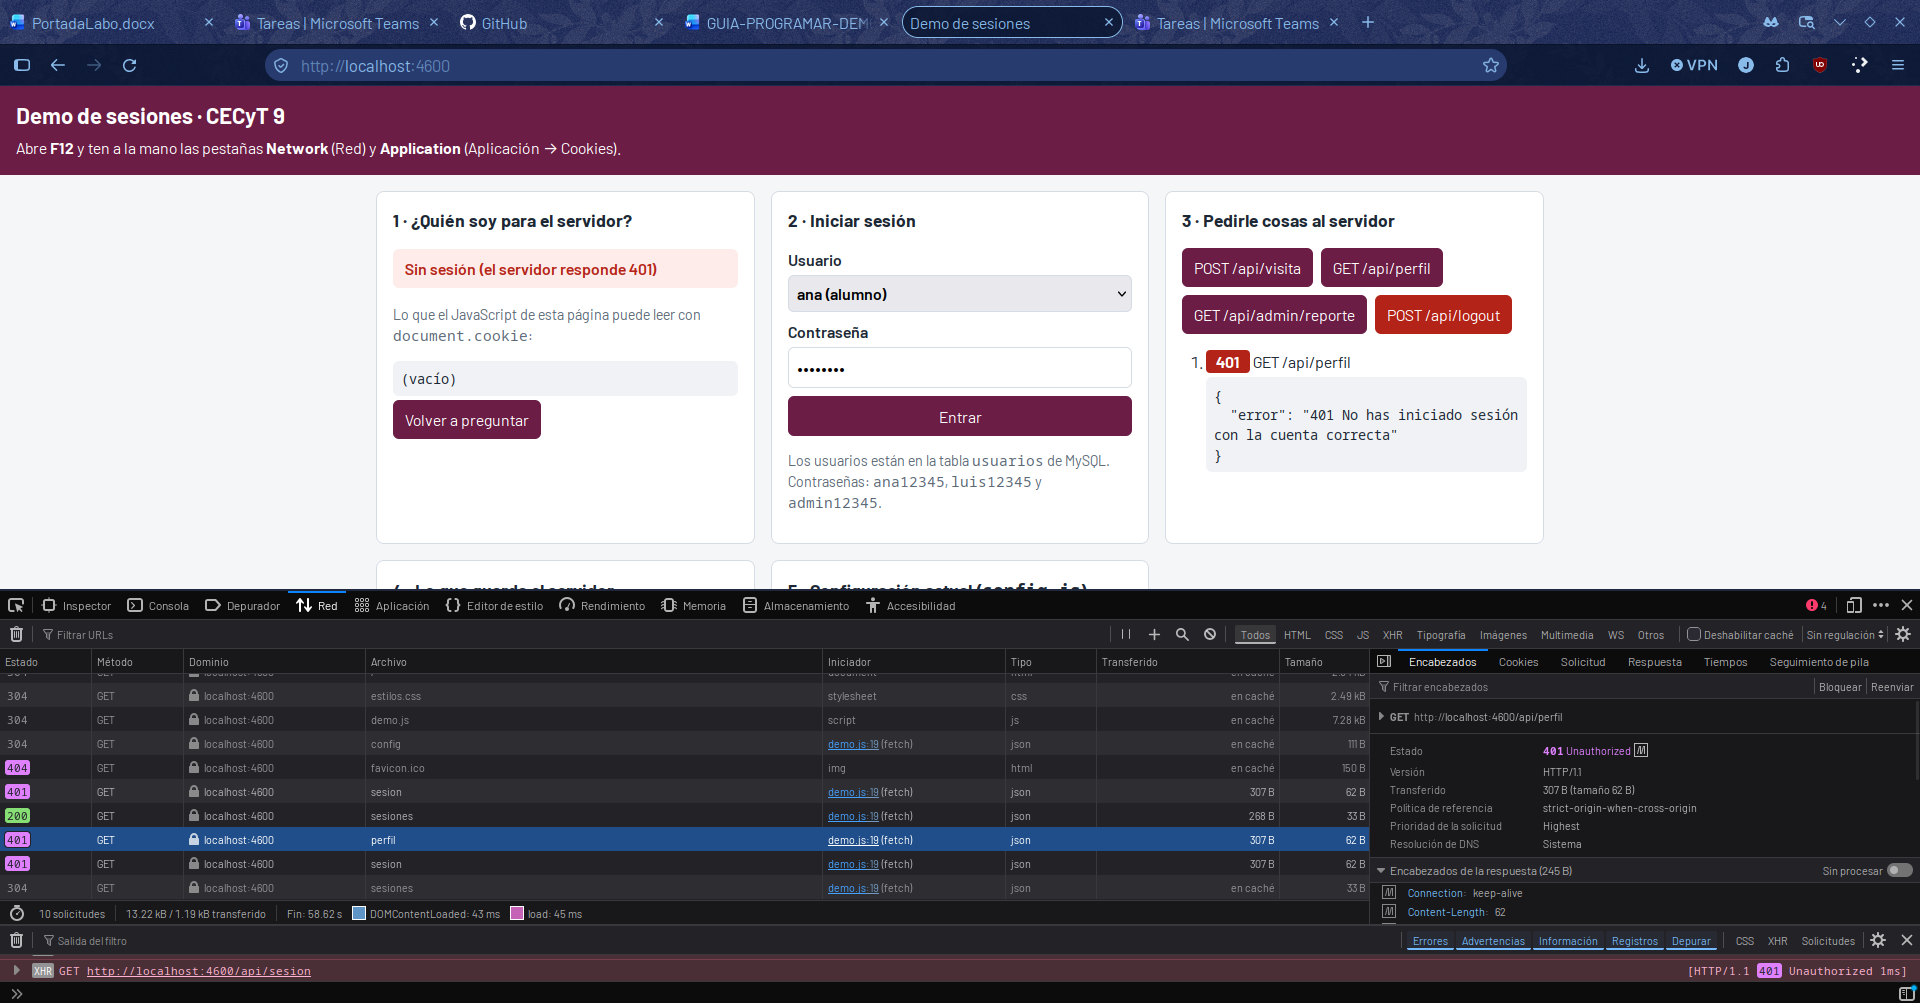 PortadaLabo.docx
Tareas | Microsoft Teams
GitHub
GUIA-PROGRAMAR-DEM
Demo de sesiones
Tareas | Microsoft Teams
http://localhost:4600
VPN
J
Demo de sesiones · CECyT 9
Abre F12 y ten a la mano las pestañas Network (Red) y Application (Aplicación → Cookies).
1 · ¿Quién soy para el servidor?
Sin sesión (el servidor responde 401)
Lo que el JavaScript de esta página puede leer con
document.cookie:
(vacío)
Volver a preguntar
2 · Iniciar sesión
Usuario
ana (alumno)
Contraseña
••••••••
Entrar
Los usuarios están en la tabla usuarios de MySQL.
Contraseñas: ana12345, luis12345 y
admin12345.
3 · Pedirle cosas al servidor
POST /api/visita
GET /api/perfil
GET /api/admin/reporte
POST /api/logout
1. 401 GET /api/perfil
{
"error": "401 No has iniciado sesión
con la cuenta correcta"
}
Inspector
Consola
Depurador
Red
Aplicación
Editor de estilo
Rendimiento
Memoria
Almacenamiento
Accesibilidad
4
Filtrar URLs
Todos
HTML
CSS
JS
XHR
Tipografía
Imágenes
Multimedia
WS
Otros
Deshabilitar caché
Sin regulación
Estado Método Dominio Archivo Iniciador Tipo Transferido Tamaño
304 GET localhost:4600 estilos.css stylesheet css en caché 2.49 kB
304 GET localhost:4600 demo.js script js en caché 7.28 kB
304 GET localhost:4600 config demo.js:19 (fetch) json en caché 111 B
404 GET localhost:4600 favicon.ico img html en caché 150 B
401 GET localhost:4600 sesion demo.js:19 (fetch) json 307 B 62 B
200 GET localhost:4600 sesiones demo.js:19 (fetch) json 268 B 33 B
401 GET localhost:4600 perfil demo.js:19 (fetch) json 307 B 62 B
401 GET localhost:4600 sesion demo.js:19 (fetch) json 307 B 62 B
304 GET localhost:4600 sesiones demo.js:19 (fetch) json en caché 33 B
10 solicitudes
13.22 kB / 1.19 kB transferido
Fin: 58.62 s
DOMContentLoaded: 43 ms
load: 45 ms
Encabezados
Cookies
Solicitud
Respuesta
Tiempos
Seguimiento de pila
Filtrar encabezados
Bloquear
Reenviar
GET http://localhost:4600/api/perfil
Estado 401 Unauthorized
Versión HTTP/1.1
Transferido 307 B (tamaño 62 B)
Política de referencia strict-origin-when-cross-origin
Prioridad de la solicitud Highest
Resolución de DNS Sistema
Encabezados de la respuesta (245 B)
Sin procesar
Connection: keep-alive
Content-Length: 62
Salida del filtro
Errores
Advertencias
Información
Registros
Depurar
CSS
XHR
Solicitudes
XHR GET http://localhost:4600/api/sesion
[HTTP/1.1 401 Unauthorized 1ms]